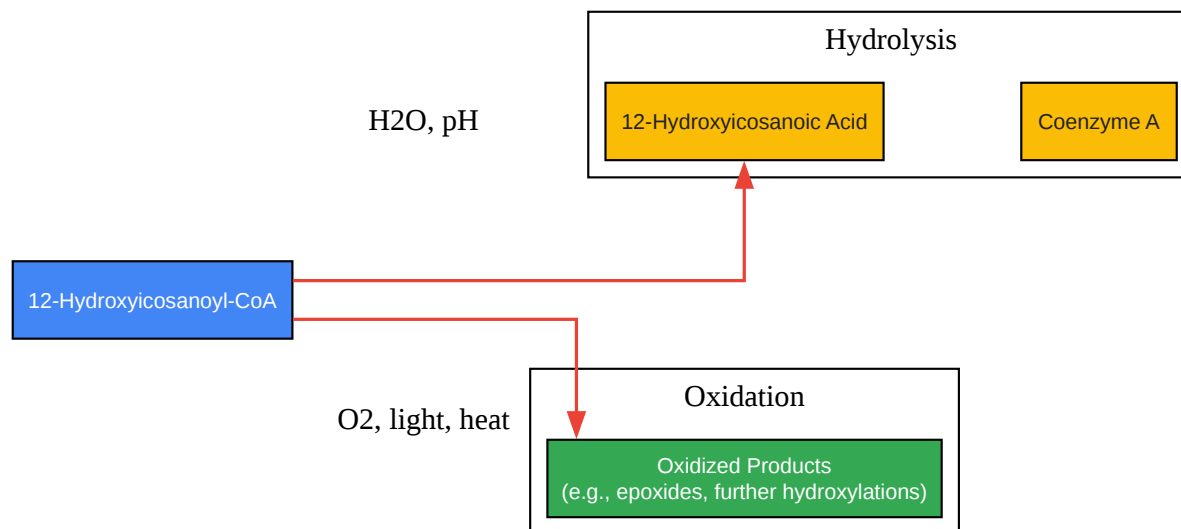 Hydrolysis
12-Hydroxyicosanoic Acid
Coenzyme A
H2O, pH
12-Hydroxyicosanoyl-CoA
O2, light, heat
Oxidation
Oxidized Products
(e.g., epoxides, further hydroxylations)